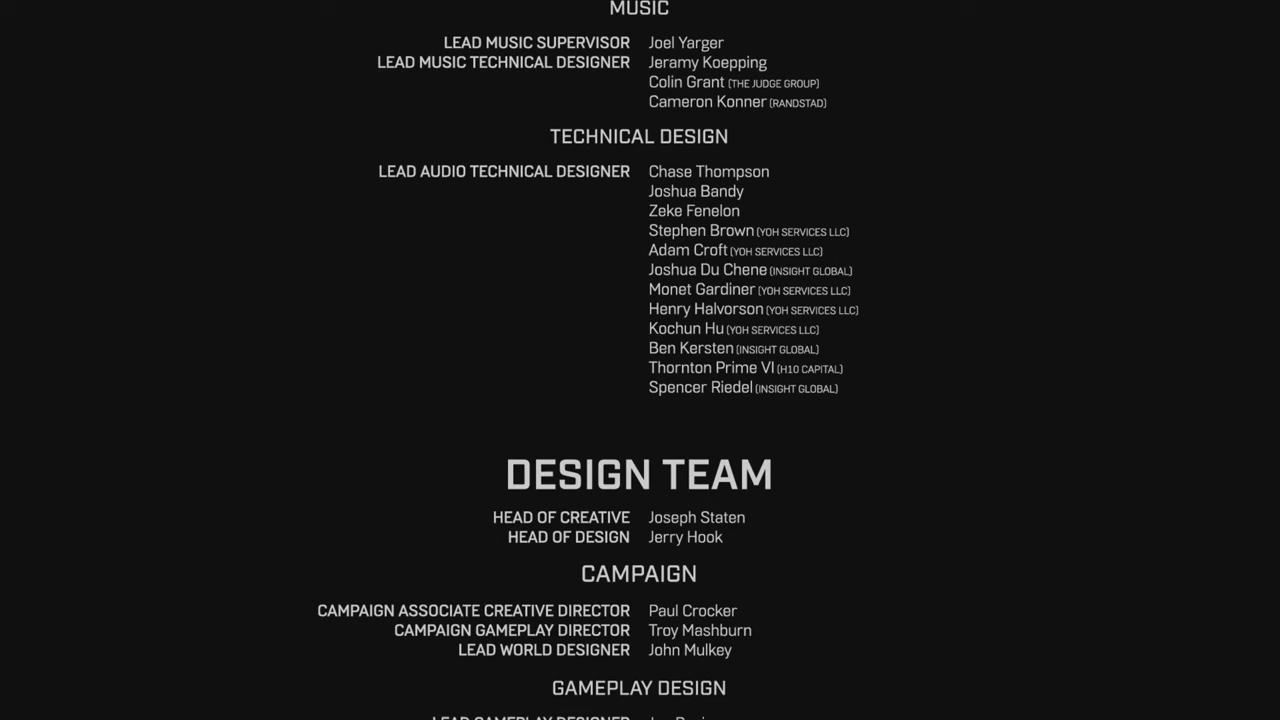 MUSIC
LEAD MUSIC SUPERVISOR Joel Yarger
LEAD MUSIC TECHNICAL DESIGNER Jeramy Koepping
Colin Grant (THE JUDGE GROUP)
Cameron Konner (RANDSTAD)
TECHNICAL DESIGN
LEAD AUDIO TECHNICAL DESIGNER Chase Thompson
Joshua Bandy
Zeke Fenelon
Stephen Brown (YOH SERVICES LLC)
Adam Croft (YOH SERVICES LLC)
Joshua Du Chene (INSIGHT GLOBAL)
Monet Gardiner (YOH SERVICES LLC)
Henry Halvorson (YOH SERVICES LLC)
Kochun Hu (YOH SERVICES LLC)
Ben Kersten (INSIGHT GLOBAL)
Thornton Prime VI (H10 CAPITAL)
Spencer Riedel (INSIGHT GLOBAL)
DESIGN TEAM
HEAD OF CREATIVE Joseph Staten
HEAD OF DESIGN Jerry Hook
CAMPAIGN
CAMPAIGN ASSOCIATE CREATIVE DIRECTOR Paul Crocker
CAMPAIGN GAMEPLAY DIRECTOR Troy Mashburn
LEAD WORLD DESIGNER John Mulkey
GAMEPLAY DESIGN
LEAD GAMEPLAY DESIGNER